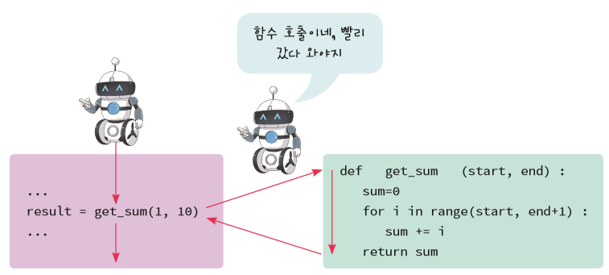 함수 호출이네, 빨리
갔다 와야지
...
result = get_sum(1, 10)
...
def get_sum (start, end) :
sum=0
for i in range(start, end+1) :
sum += i
return sum